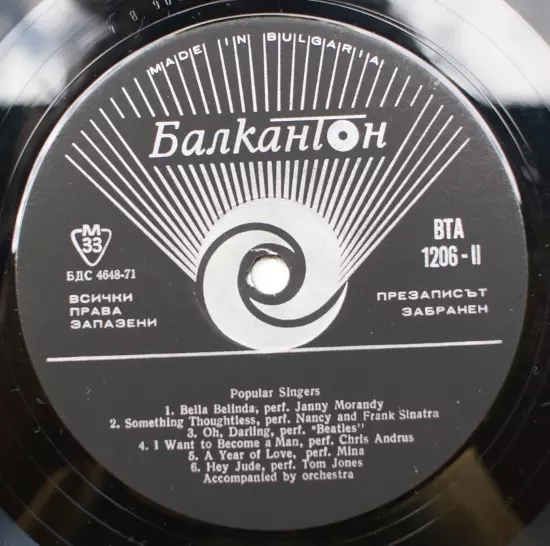 MADE IN BULGARIA
Балкантон
М
33
БДС 4648-71
ВСИЧКИ
ПРАВА
ЗАПАЗЕНИ
ВТА
1206-II
ПРЕЗАПИСЪТ
ЗАБРАНЕН
Popular Singers
1. Bella Belinda, perf. Janny Morandy
2. Something Thoughtless, perf. Nancy and Frank Sinatra
3. Oh, Darling, perf. "Beatles"
4. I Want to Become a Man, perf. Chris Andrus
5. A Year of Love, perf. Mina
6. Hey Jude, perf. Tom Jones
Accompanied by orchestra